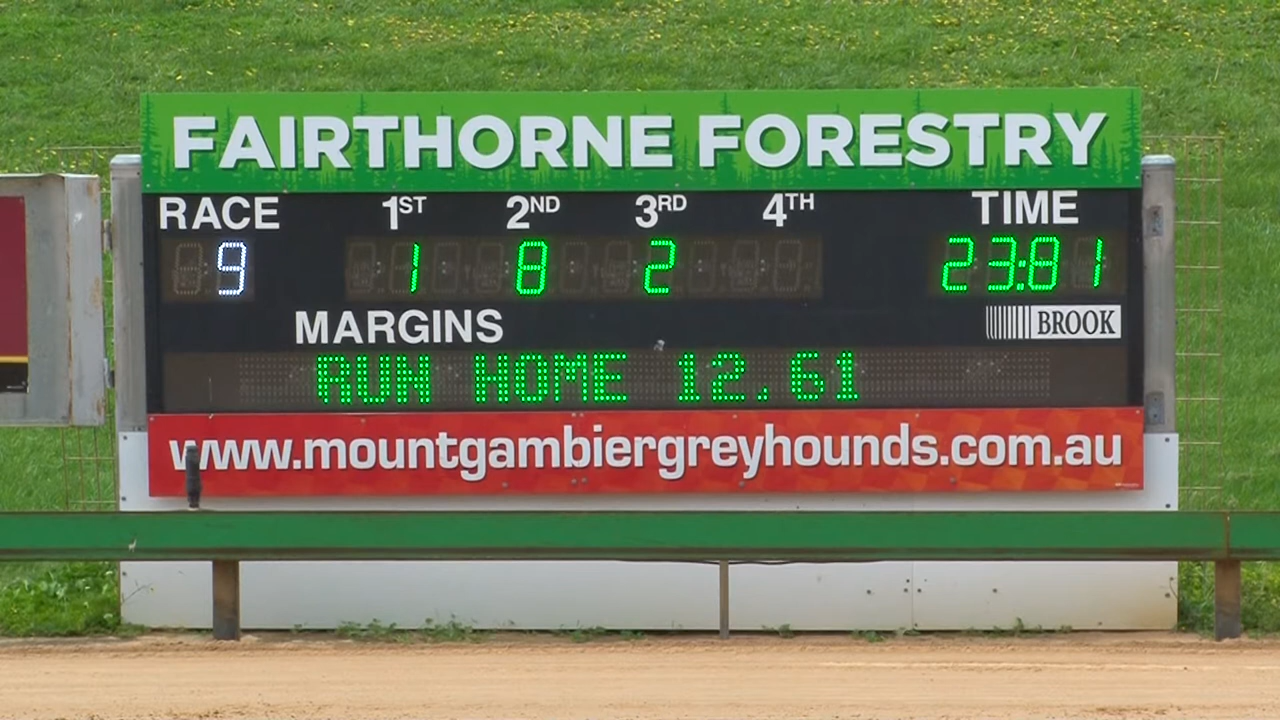 FAIRTHORNE FORESTRY
RACE 1ST 2ND 3RD 4TH TIME
9 1 8 2 23:81
MARGINS BROOK
RUN HOME 12.61
www.mountgambiergreyhounds.com.au